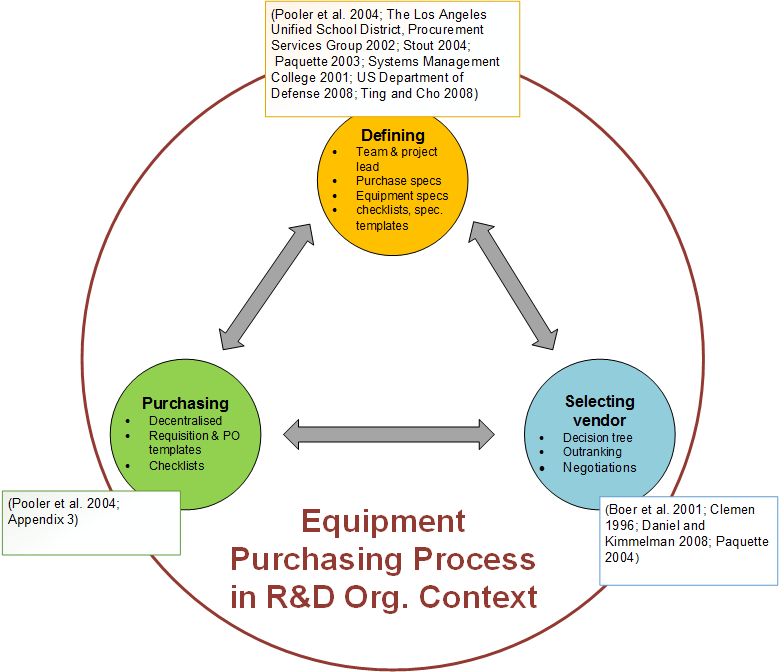 (Pooler et al. 2004; The Los Angeles
Unified School District, Procurement
Services Group 2002; Stout 2004;
Paquette 2003; Systems Management
College 2001; US Department of
Defense 2008; Ting and Cho 2008)
Defining
• Team & project
lead
• Purchase specs
• Equipment specs
• checklists, spec.
templates
Purchasing
• Decentralised
• Requisition & PO
templates
• Checklists
Selecting
vendor
• Decision tree
• Outranking
• Negotiations
(Pooler et al. 2004;
Appendix 3)
(Boer et al. 2001; Clemen
1996; Daniel and
Kimmelman 2008; Paquette
2004)
Equipment
Purchasing Process
in R&D Org. Context